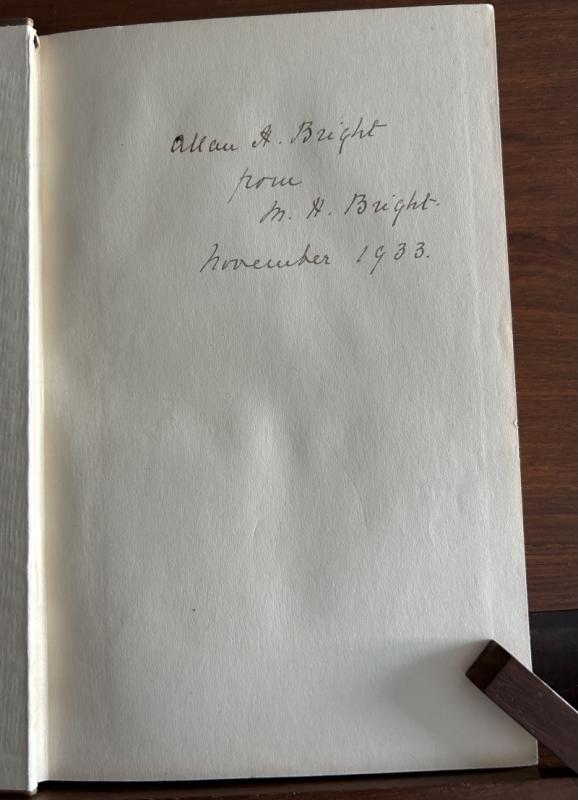 Allan H. Bright
from
M. H. Bright.
November 1933.